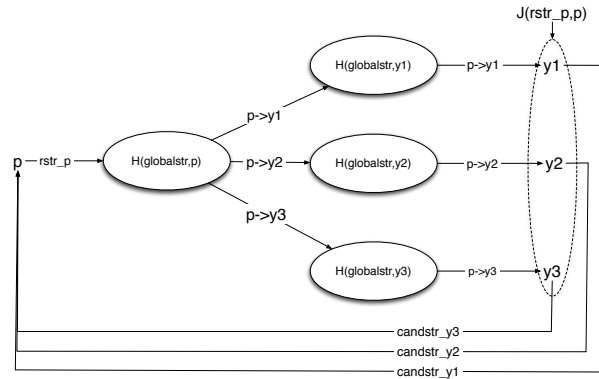 J(rstr_p,p)
H(globalstr,y1)
p->y1
y1
p->y1
p
rstr_p
H(globalstr,p)
p->y2
H(globalstr,y2)
p->y2
y2
p->y3
H(globalstr,y3)
p->y3
y3
candstr_y3
candstr_y2
candstr_y1